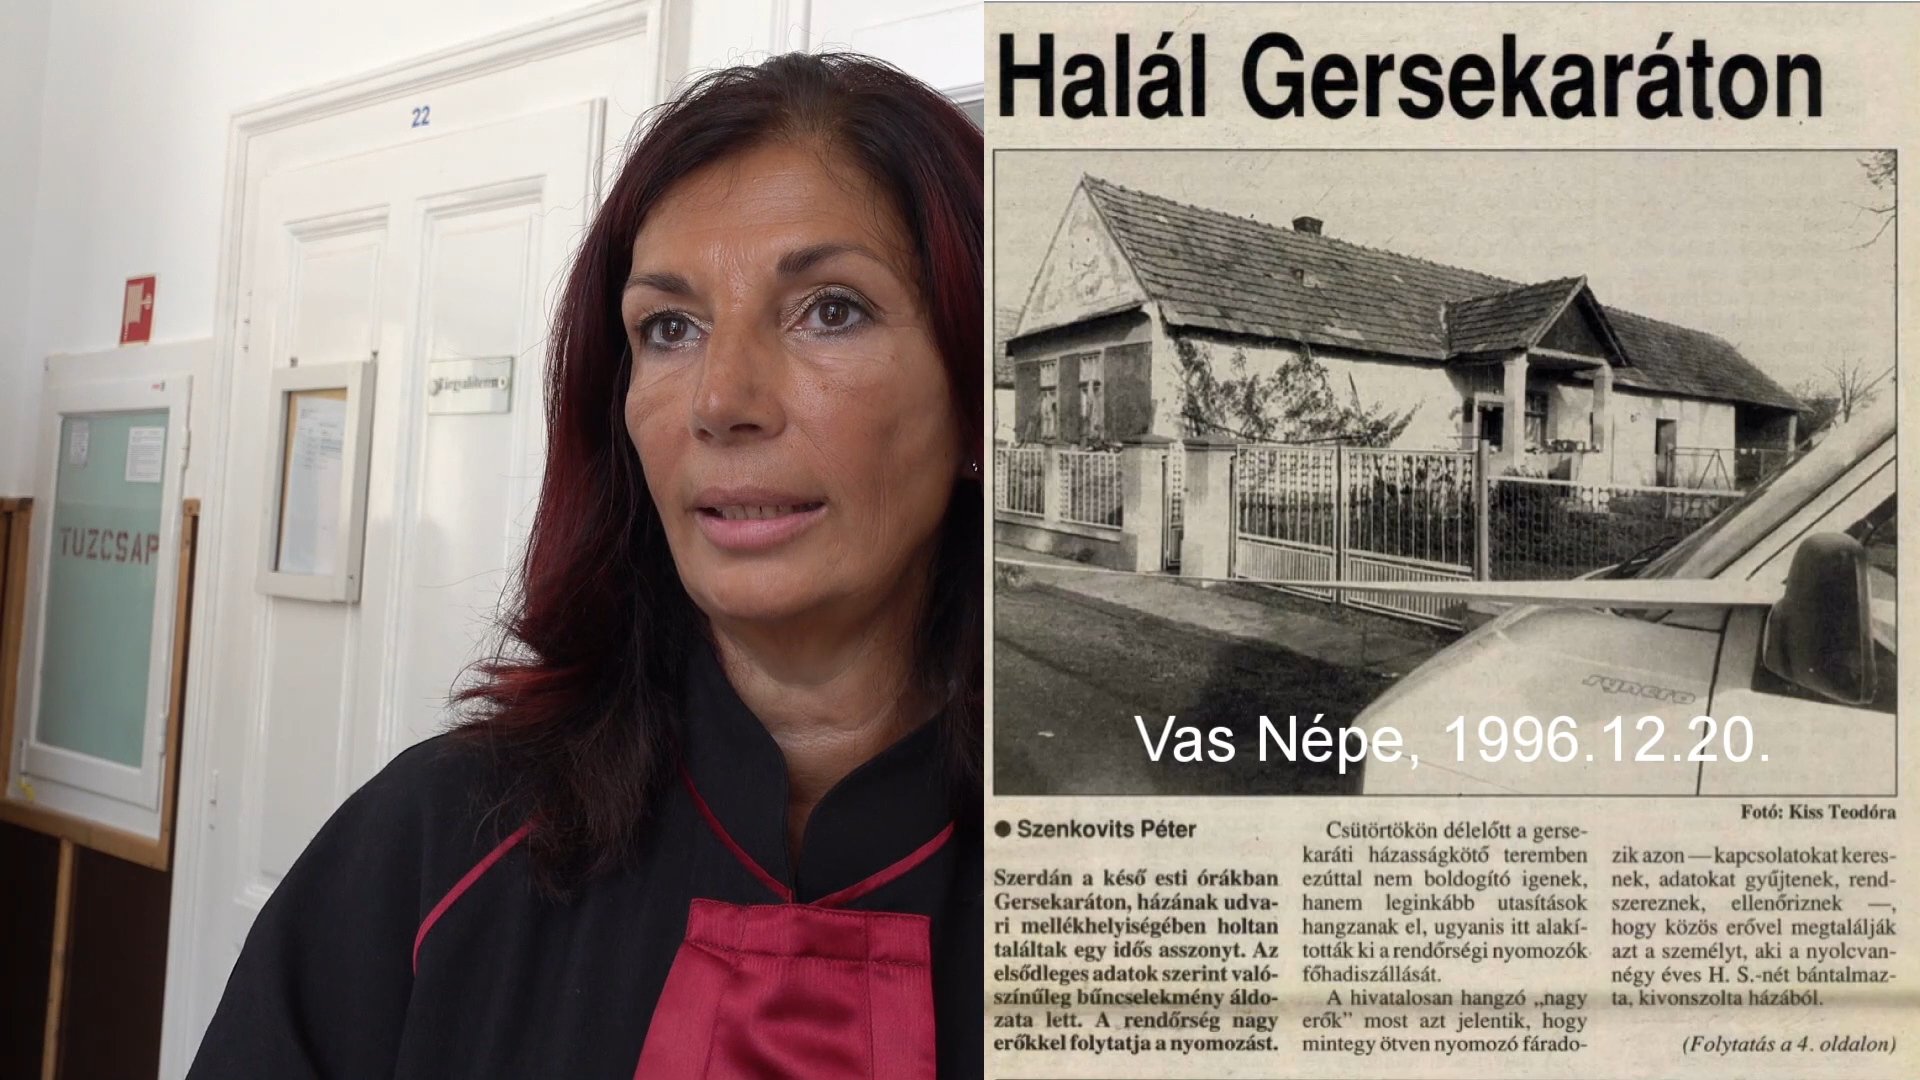 22
Tárgyalóterem
TUZCSAP
Halál Gersekaráton
syncro
Vas Népe, 1996.12.20.
Fotó: Kiss Teodóra
● Szenkovits Péter
Szerdán a késő esti órákban
Gersekaráton, házának udva-
ri mellékhelyiségében holtan
találtak egy idős asszonyt. Az
elsődleges adatok szerint való-
színűleg bűncselekmény áldo-
zata lett. A rendőrség nagy
erőkkel folytatja a nyomozást.
Csütörtökön délelőtt a gerse-
karáti házasságkötő teremben
ezúttal nem boldogító igenek,
hanem leginkább utasítások
hangzanak el, ugyanis itt alakí-
tották ki a rendőrségi nyomozók
főhadiszállását.
A hivatalosan hangzó „nagy
erők” most azt jelentik, hogy
mintegy ötven nyomozó fárado-
zik azon — kapcsolatokat keres-
nek, adatokat gyűjtenek, rend-
szereznek, ellenőriznek —,
hogy közös erővel megtalálják
azt a személyt, aki a nyolcvan-
négy éves H. S.-nét bántalmaz-
ta, kivonszolta házából.
(Folytatás a 4. oldalon)